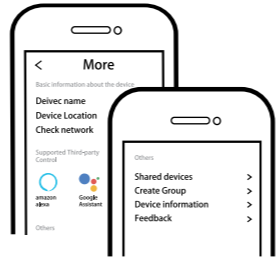 < More
Basic information about the device
Deivec name
Device Location
Check network
Supported Third-party
Control
amazon
alexa
Google
Assistant
Others
Others
Shared devices >
Create Group >
Device information >
Feedback >